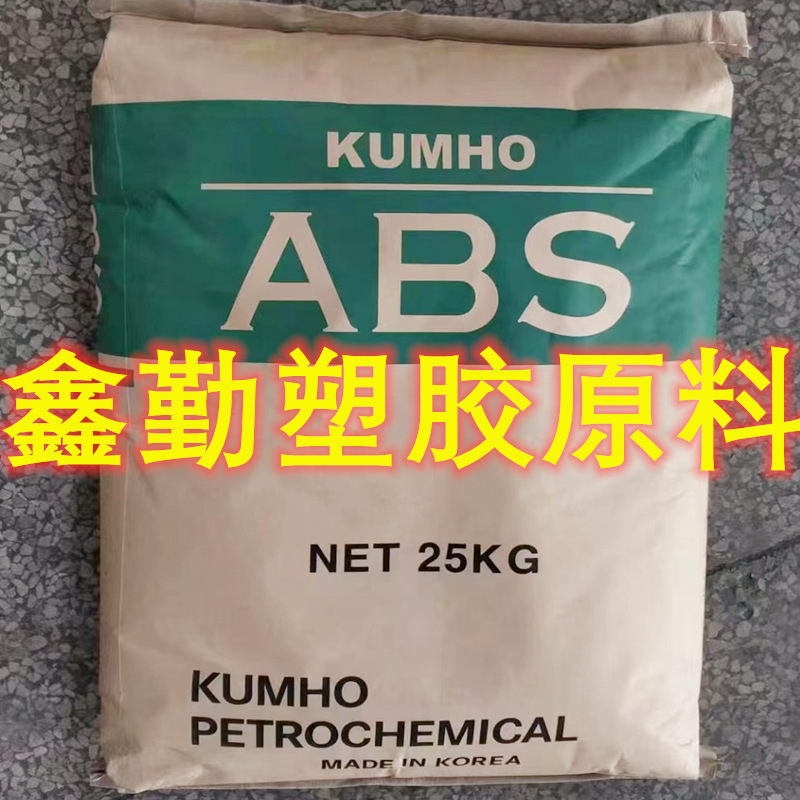 KUMHO
ABS
鑫勤塑胶原料
NET 25KG
KUMHO
PETROCHEMICAL
MADE IN KOREA